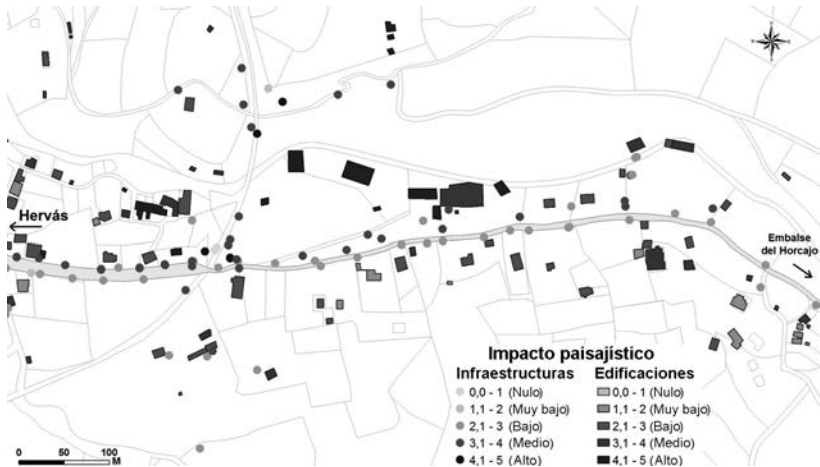 Hervás
Embalse
del Horcajo
Impacto paisajístico
Infraestructuras
0,0 - 1 (Nulo)
1,1 - 2 (Muy bajo)
2,1 - 3 (Bajo)
3,1 - 4 (Medio)
4,1 - 5 (Alto)
Edificaciones
0,0 - 1 (Nulo)
1,1 - 2 (Muy bajo)
2,1 - 3 (Bajo)
3,1 - 4 (Medio)
4,1 - 5 (Alto)
0 50 100
M